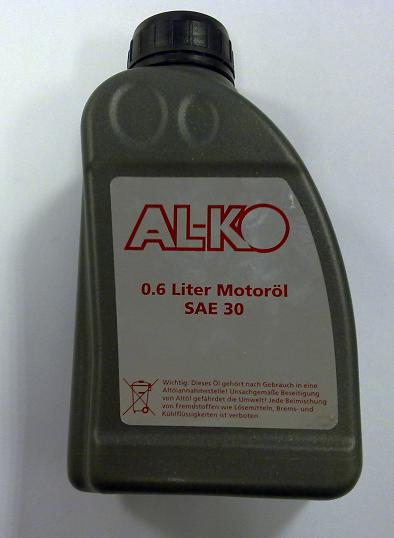 AL-KO
0.6 Liter Motoröl
SAE 30
Wichtig: Dieses Öl gehört nach Gebrauch in eine
Altölannahmestelle! Unsachgemäße Beseitigung
von Altöl gefährdet die Umwelt! Jede Beimischung
von Fremdstoffen wie Lösemitteln, Brems- und
Kühlflüssigkeiten ist verboten